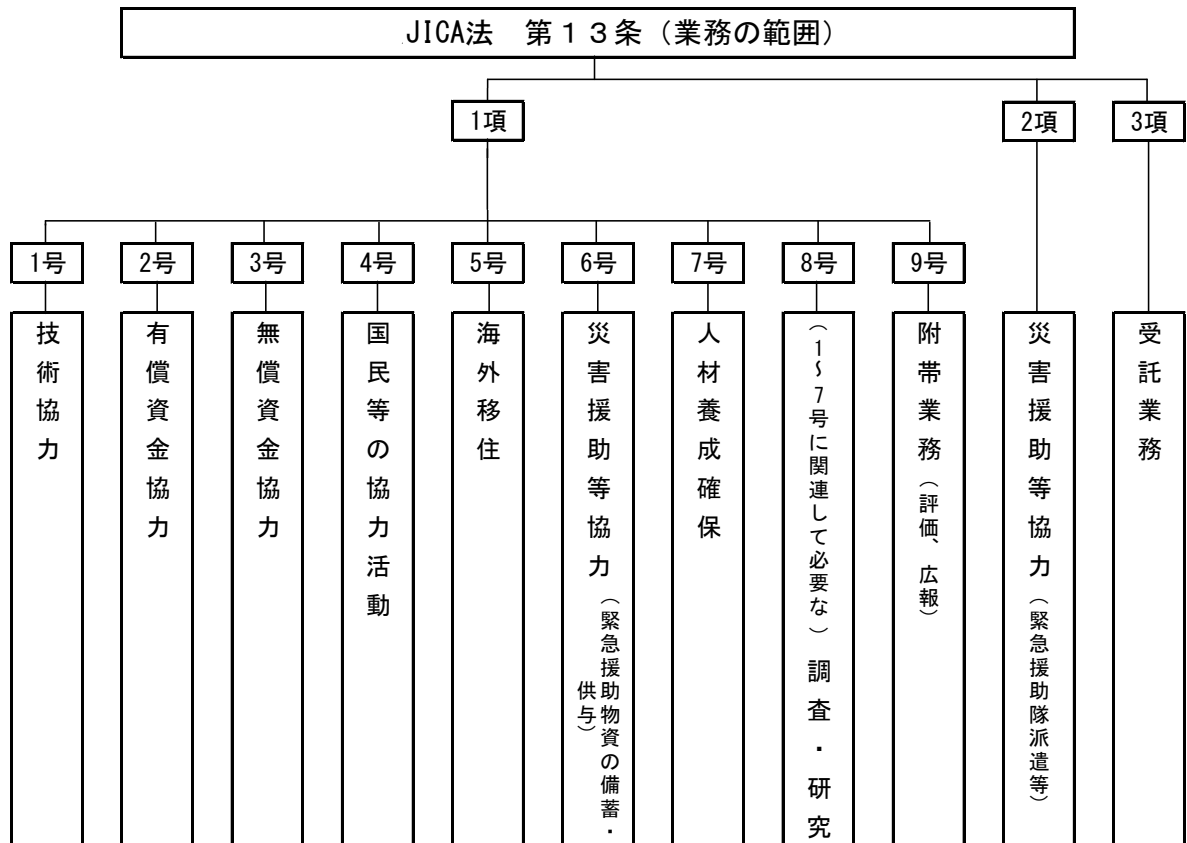 JICA法 第１３条（業務の範囲）
1項
2項
3項
1号
2号
3号
4号
5号
6号
7号
8号
9号
技術協力
有償資金協力
無償資金協力
国民等の協力活動
海外移住
災害援助等協力（緊急援助物資の備蓄・
供与）
人材養成確保
（1～7号に関連して必要な）調査・研究
附帯業務（評価、広報）
災害援助等協力（緊急援助隊派遣等）
受託業務